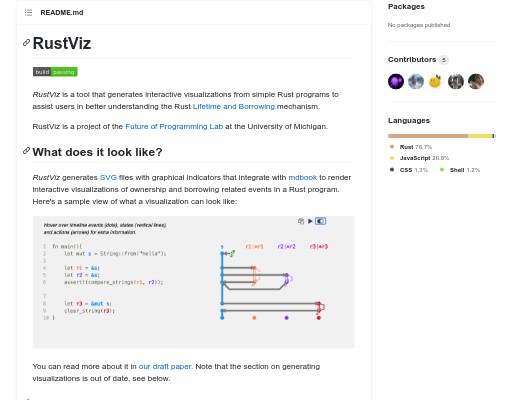 README.md
RustViz
build passing
RustViz is a tool that generates interactive visualizations from simple Rust programs to
assist users in better understanding the Rust Lifetime and Borrowing mechanism.
RustViz is a project of the Future of Programming Lab at the University of Michigan.
What does it look like?
RustViz generates SVG files with graphical indicators that integrate with mdbook to render
interactive visualizations of ownership and borrowing related events in a Rust program.
Here's a sample view of what a visualization can look like:
Hover over timeline events (dots), states (vertical lines),
and actions (arrows) for extra information.
s r1|*r1 r2|*r2 r3|*r3
1 fn main(){
2 let mut s = String::from("hello");
3
4 let r1 = &s;
5 let r2 = &s;
6 assert!(compare_strings(r1, r2));
7
8 let r3 = &mut s;
9 clear_string(r3);
10 }
You can read more about it in our draft paper. Note that the section on generating
visualizations is out of date, see below.
Packages
No packages published
Contributors 5
Languages
Rust 76.7%
JavaScript 20.8%
CSS 1.3% Shell 1.2%